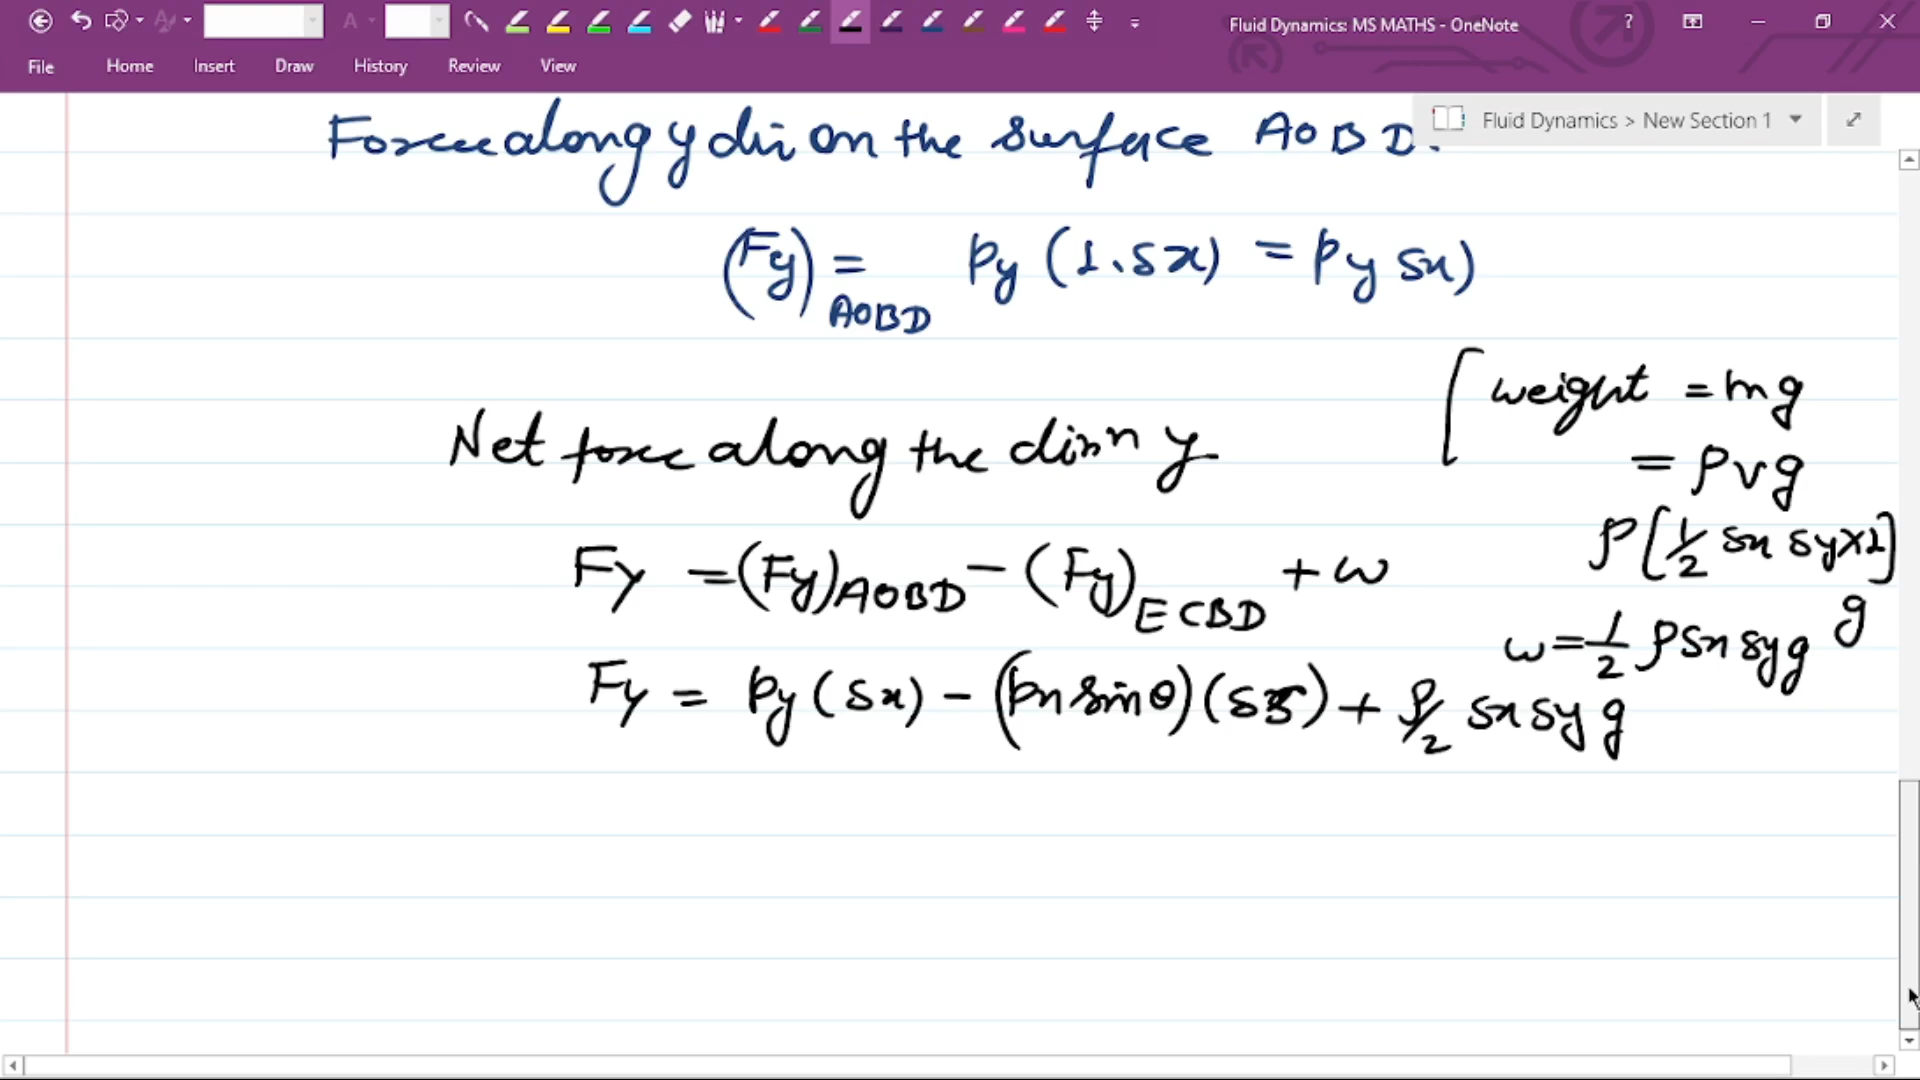 Fluid Dynamics: MS MATHS - OneNote
?
File Home Insert Draw History Review View
Fluid Dynamics > New Section 1
Force along y dir on the surface AOBD.
(Fy)AOBD = Py (1.δx) = Py δx)
weight = mg
= ρvg
Net force along the dirn y
ρ[1/2 δx δy×1]
g
Fy = (Fy)AOBD - (Fy)ECBD + w
w = 1/2 ρδx δy g
Fy = Py (δx) - (Pn sinθ)(δs) + ρ/2 δx δy g